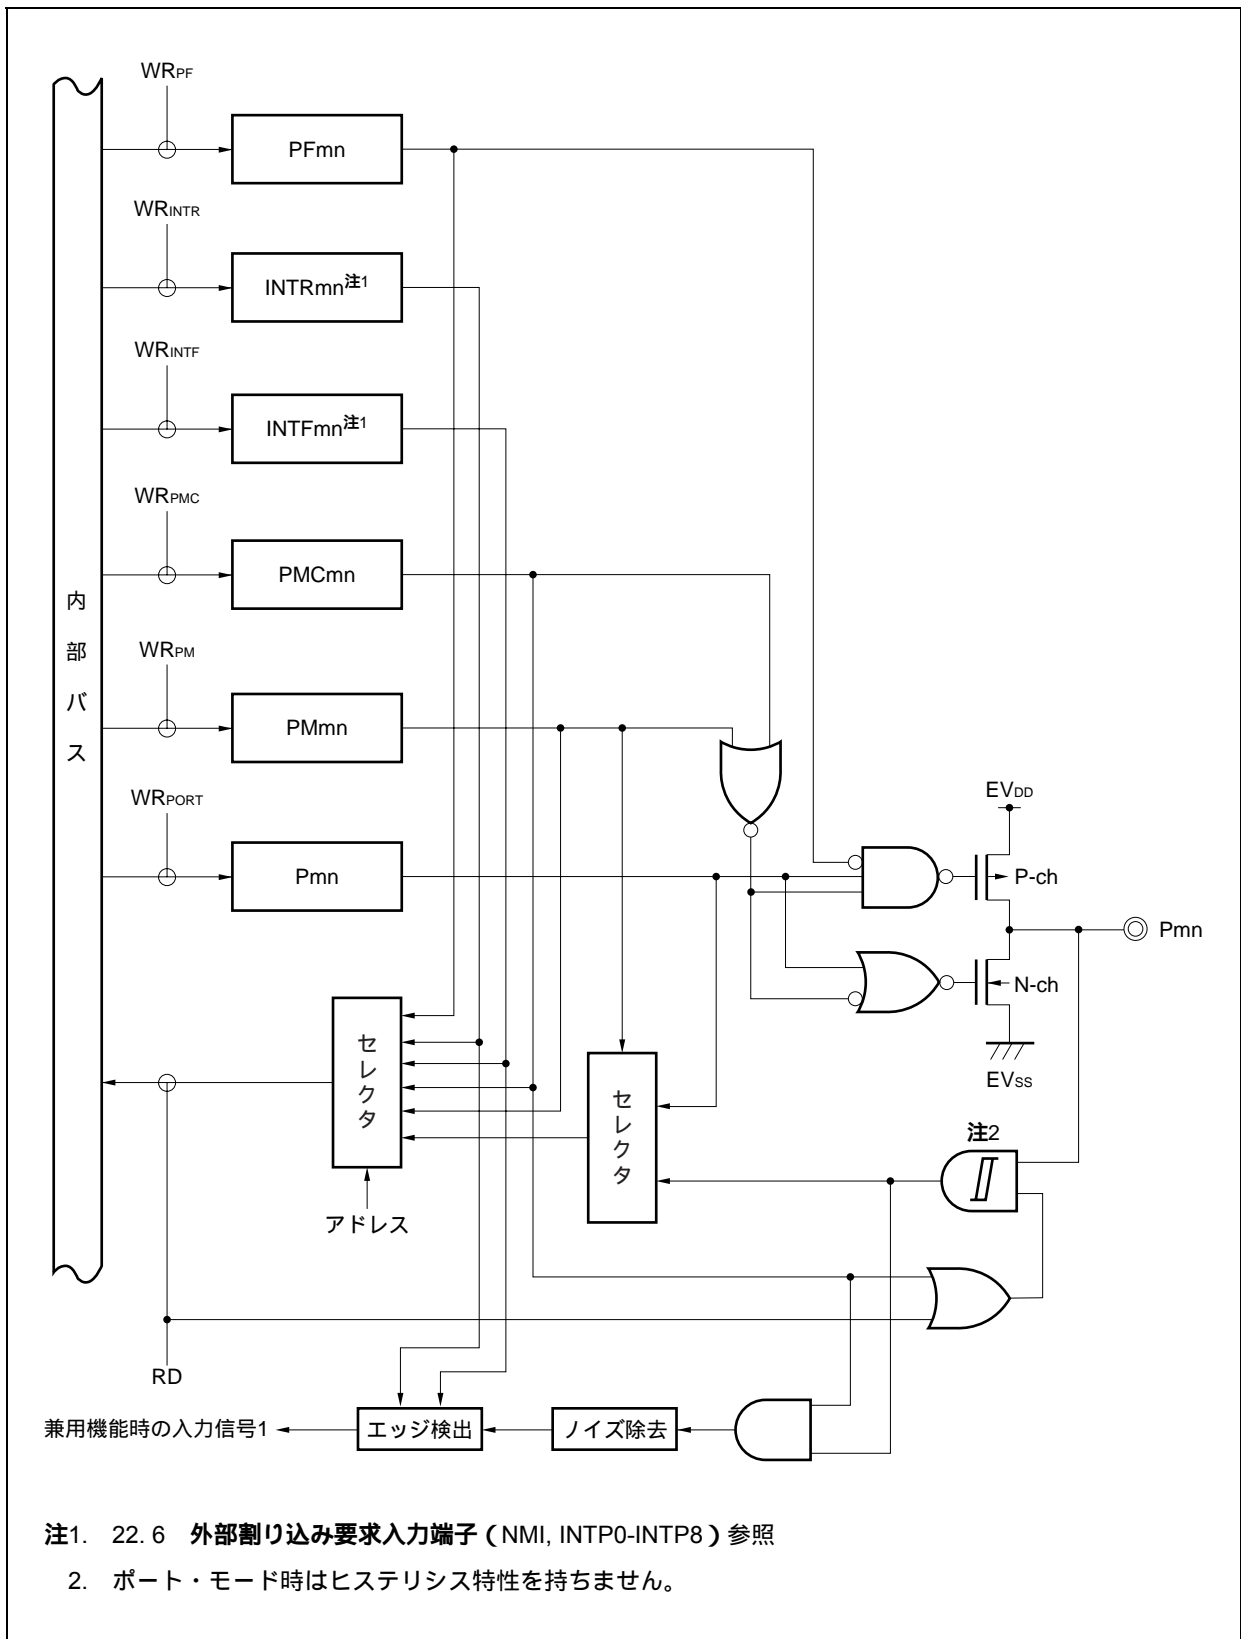 WRPF
PFmn
WRINTR
INTRmn注1
WRINTF
INTFmn注1
WRPMC
PMCmn
内部バス
WRPM
PMmn
WRPORT
Pmn
EVDD
P-ch
Pmn
N-ch
EVSS
セレクタ
セレクタ
注2
アドレス
RD
兼用機能時の入力信号1
エッジ検出
ノイズ除去
注1. 22. 6 外部割り込み要求入力端子(NMI, INTP0-INTP8)参照
2. ポート・モード時はヒステリシス特性を持ちません。